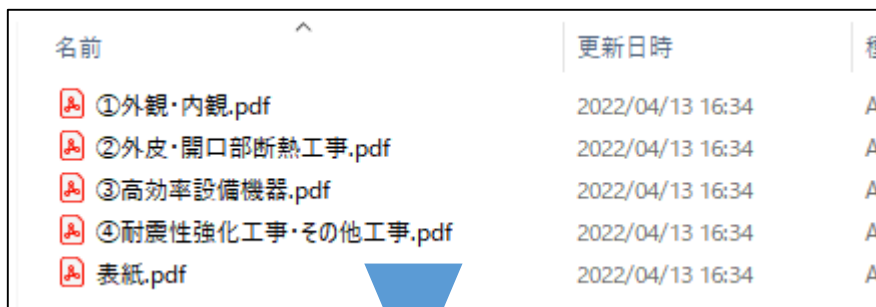 名前 更新日時
①外観･内観.pdf 2022/04/13 16:34 A
②外皮･開口部断熱工事.pdf 2022/04/13 16:34 A
③高効率設備機器.pdf 2022/04/13 16:34 A
④耐震性強化工事･その他工事.pdf 2022/04/13 16:34 A
表紙.pdf 2022/04/13 16:34 A